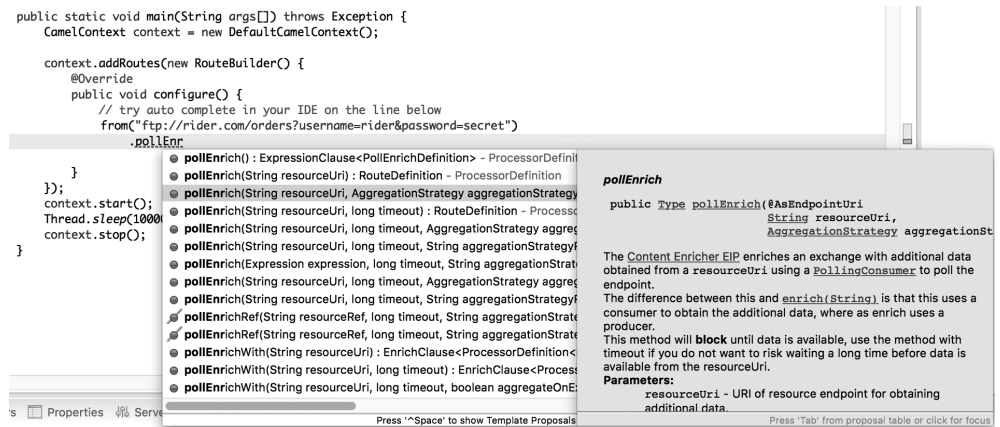 public static void main(String args[]) throws Exception {
CamelContext context = new DefaultCamelContext();
context.addRoutes(new RouteBuilder() {
@Override
public void configure() {
// try auto complete in your IDE on the line below
from("ftp://rider.com/orders?username=rider&password=secret")
.pollEnr
}
});
context.start();
Thread.sleep(10000
context.stop();
}
pollEnrich() : ExpressionClause<PollEnrichDefinition> - ProcessorDefinit
pollEnrich(String resourceUri) : RouteDefinition - ProcessorDefinition
pollEnrich(String resourceUri, AggregationStrategy aggregationStrategy
pollEnrich(String resourceUri, long timeout) : RouteDefinition - Processo
pollEnrich(String resourceUri, long timeout, AggregationStrategy aggreg
pollEnrich(String resourceUri, long timeout, String aggregationStrategyR
pollEnrich(Expression expression, long timeout, String aggregationStrate
pollEnrich(String resourceUri, long timeout, AggregationStrategy aggreg
pollEnrich(String resourceUri, long timeout, String aggregationStrategyR
pollEnrichRef(String resourceRef, long timeout, String aggregationStrate
pollEnrichRef(String resourceRef, long timeout, String aggregationStrate
pollEnrichWith(String resourceUri) : EnrichClause<ProcessorDefinition<
pollEnrichWith(String resourceUri, long timeout) : EnrichClause<Process
pollEnrichWith(String resourceUri, long timeout, boolean aggregateOnEx
Press '^Space' to show Template Proposals
pollEnrich
public Type pollEnrich(@AsEndpointUri
String resourceUri,
AggregationStrategy aggregationSt
The Content Enricher EIP enriches an exchange with additional data
obtained from a resourceUri using a PollingConsumer to poll the
endpoint.
The difference between this and enrich(String) is that this uses a
consumer to obtain the additional data, where as enrich uses a
producer.
This method will block until data is available, use the method with
timeout if you do not want to risk waiting a long time before data is
available from the resourceUri.
Parameters:
resourceUri - URI of resource endpoint for obtaining
additional data.
Press 'Tab' from proposal table or click for focus
rs Properties Serve